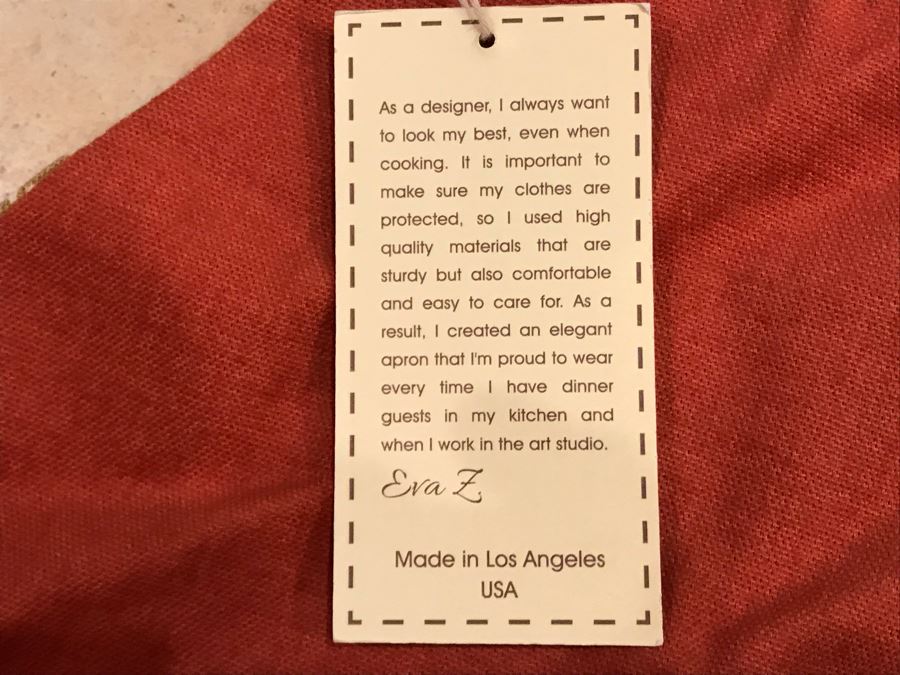 As a designer, I always want
to look my best, even when
cooking. It is important to
make sure my clothes are
protected, so I used high
quality materials that are
sturdy but also comfortable
and easy to care for. As a
result, I created an elegant
apron that I'm proud to wear
every time I have dinner
guests in my kitchen and
when I work in the art studio.
Eva Z.
Made in Los Angeles
USA